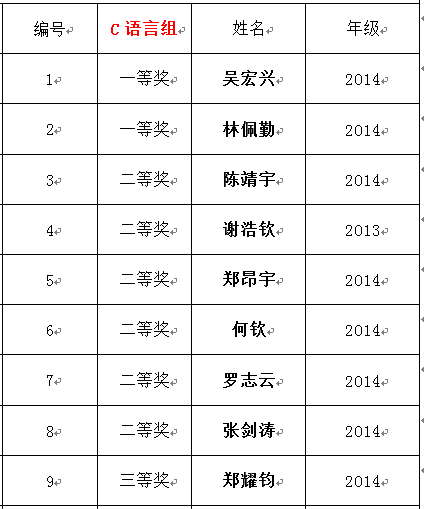 编号 C 语言组 姓名 年级
1 一等奖 吴宏兴 2014
2 一等奖 林佩勤 2014
3 二等奖 陈靖宇 2014
4 二等奖 谢浩钦 2013
5 二等奖 郑昂宇 2014
6 二等奖 何钦 2014
7 二等奖 罗志云 2014
8 二等奖 张剑涛 2014
9 三等奖 郑耀钧 2014